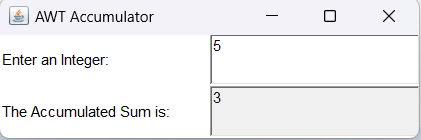 AWT Accumulator
Enter an Integer: 5
The Accumulated Sum is: 3